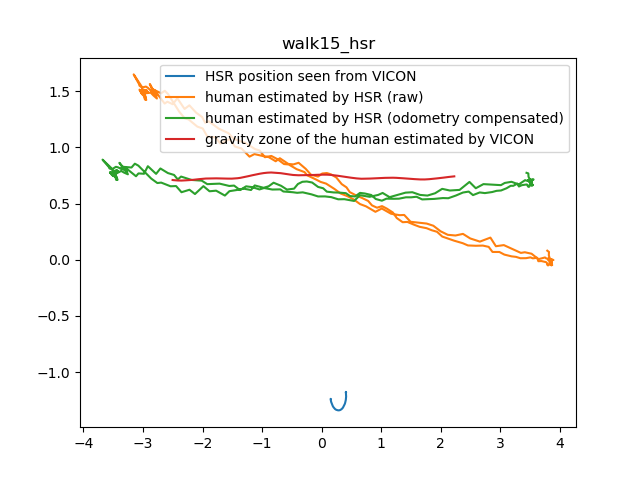 walk15_hsr
HSR position seen from VICON
human estimated by HSR (raw)
human estimated by HSR (odometry compensated)
gravity zone of the human estimated by VICON
1.5
1.0
0.5
0.0
−0.5
−1.0
−4 −3 −2 −1 0 1 2 3 4